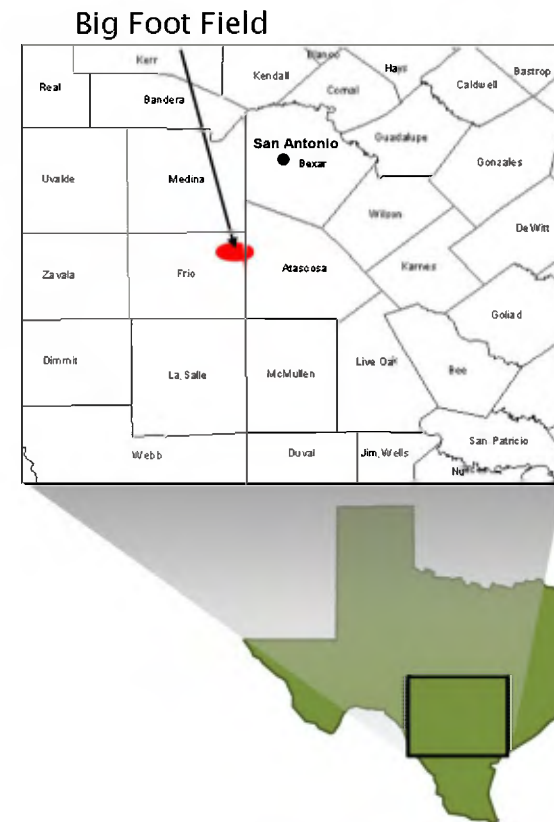 Big Foot Field
Kerr
Blanco
Hays
Bastrop
Real
Bandera
Kendall
Comal
Caldwell
San Antonio
Bexar
Guadalupe
Gonzales
Uvalde
Medina
Wilson
De Witt
Zavala
Frio
Atascosa
Karnes
Goliad
Dimmit
La Salle
McMullen
Live Oak
Bee
Webb
Duval
Jim Wells
San Patricio